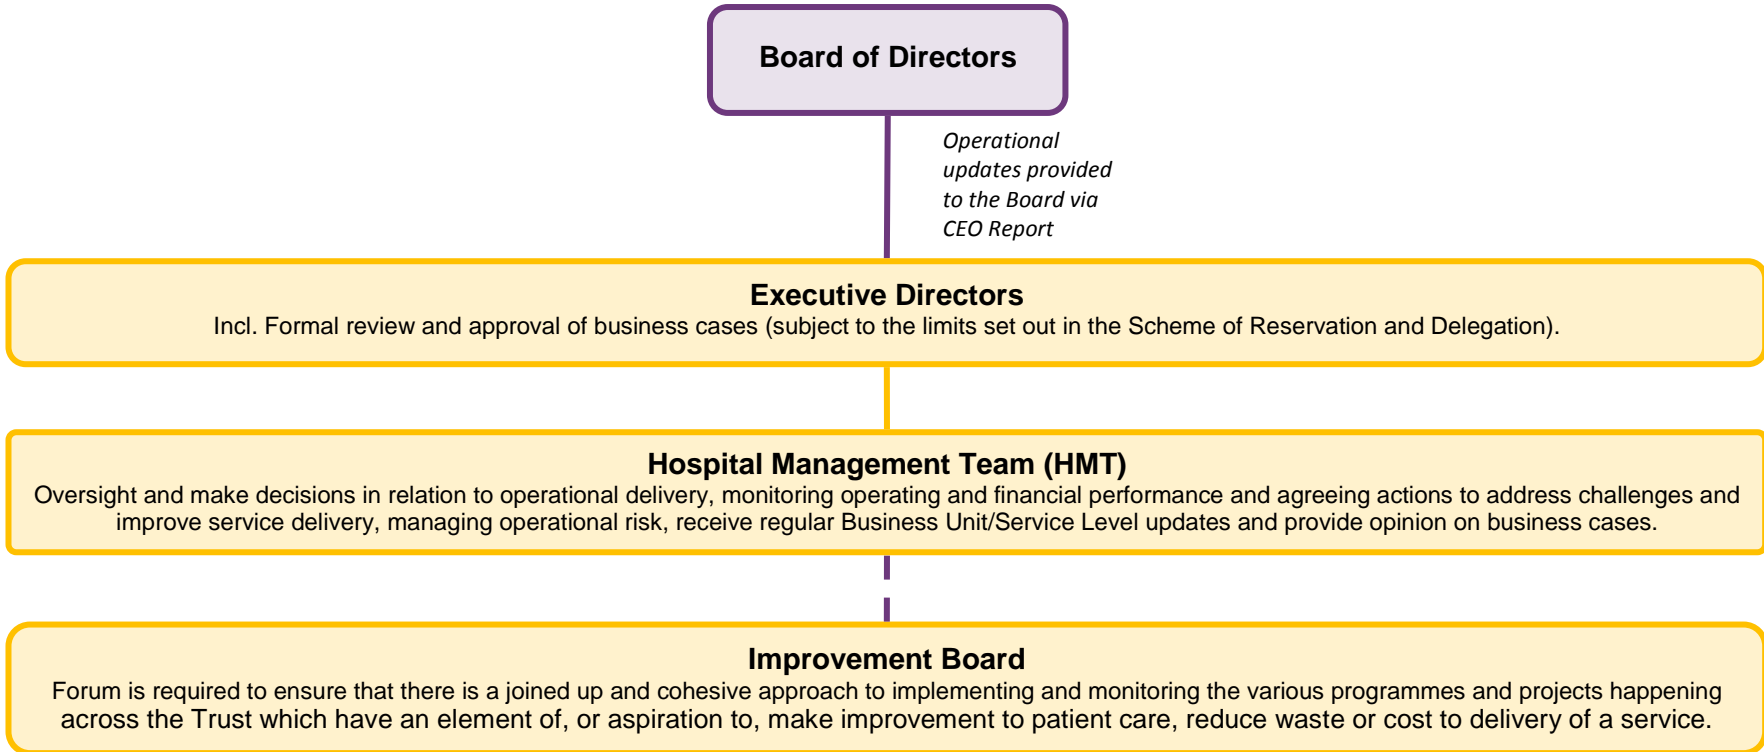 Board of Directors
Operational
updates provided
to the Board via
CEO Report
Executive Directors
Incl. Formal review and approval of business cases (subject to the limits set out in the Scheme of Reservation and Delegation).
Hospital Management Team (HMT)
Oversight and make decisions in relation to operational delivery, monitoring operating and financial performance and agreeing actions to address challenges and
improve service delivery, managing operational risk, receive regular Business Unit/Service Level updates and provide opinion on business cases.
Improvement Board
Forum is required to ensure that there is a joined up and cohesive approach to implementing and monitoring the various programmes and projects happening
across the Trust which have an element of, or aspiration to, make improvement to patient care, reduce waste or cost to delivery of a service.